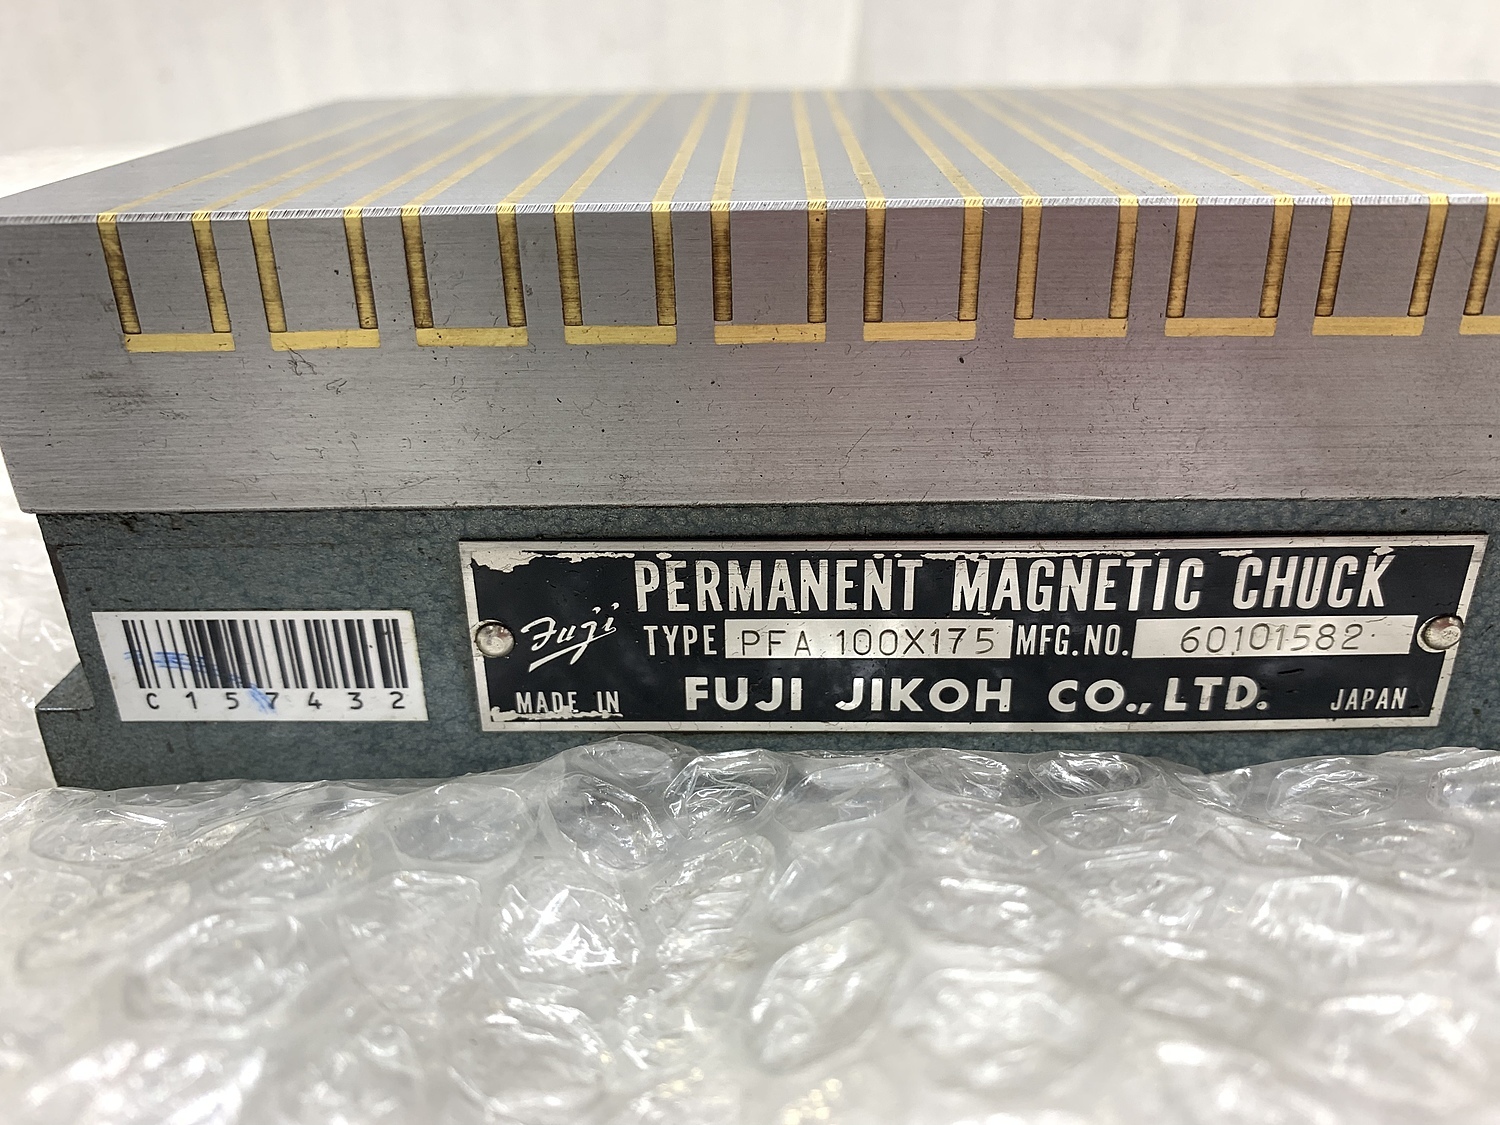 PERMANENT MAGNETIC CHUCK
Fuji TYPE PFA 100X175 MFG.NO. 60101582
MADE IN FUJI JIKOH CO., LTD. JAPAN
C157432